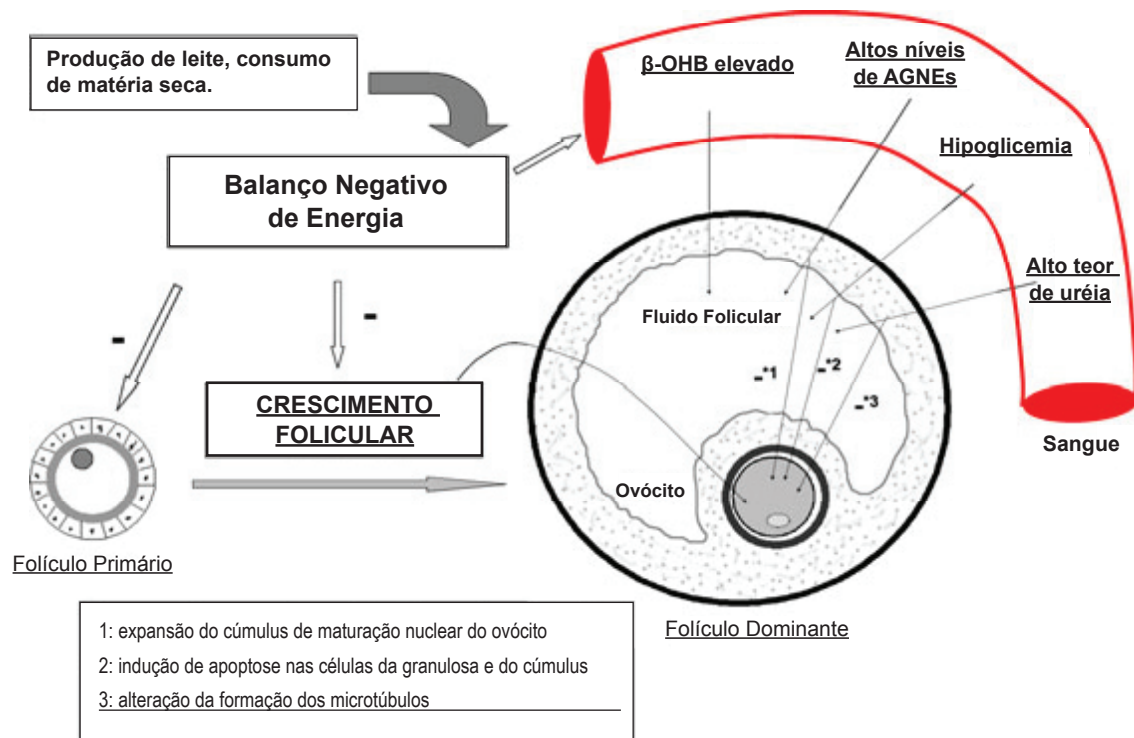 Produção de leite, consumo
de matéria seca.
β-OHB elevado
Altos níveis
de AGNEs
Hipoglicemia
Balanço Negativo
de Energia
Alto teor
de uréia
Fluido Folicular
-
-
-*1
-*2
-*3
CRESCIMENTO
FOLICULAR
Sangue
Ovócito
Folículo Primário
Folículo Dominante
1: expansão do cúmulus de maturação nuclear do ovócito
2: indução de apoptose nas células da granulosa e do cúmulus
3: alteração da formação dos microtúbulos